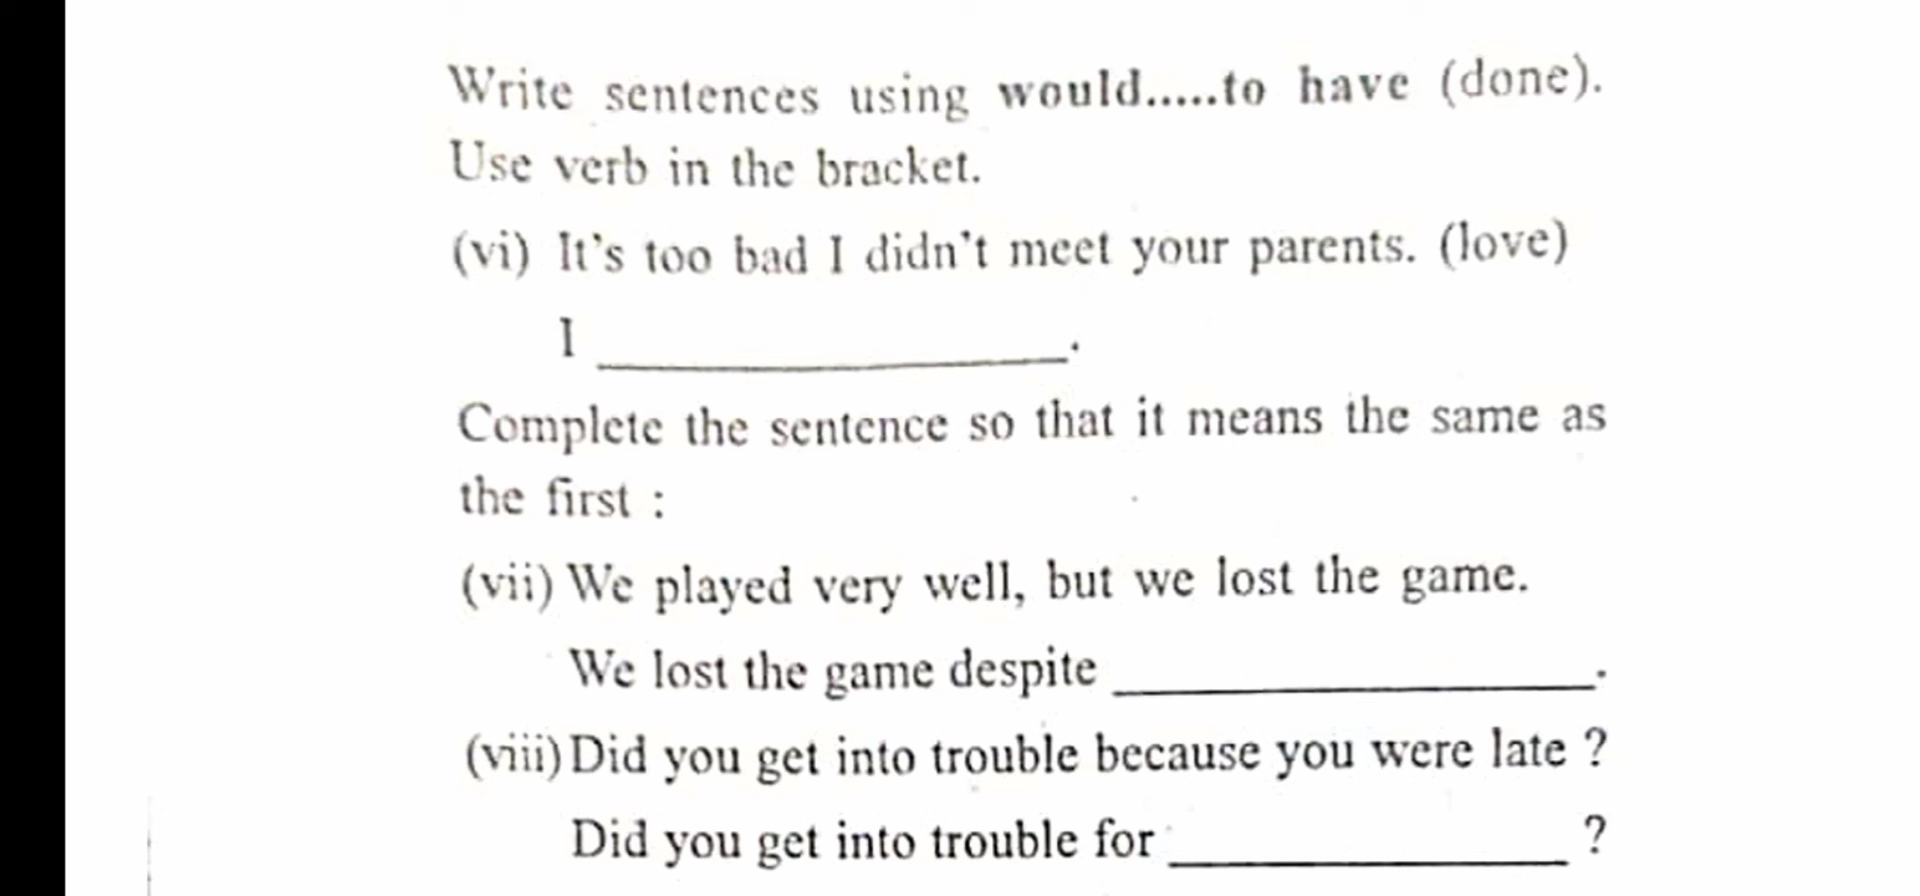 Write sentences using would.....to have (done).
Use verb in the bracket.
(vi) It's too bad I didn't meet your parents. (love)
I ____________________.
Complete the sentence so that it means the same as
the first :
(vii) We played very well, but we lost the game.
We lost the game despite ____________________.
(viii) Did you get into trouble because you were late ?
Did you get into trouble for ________________ ?